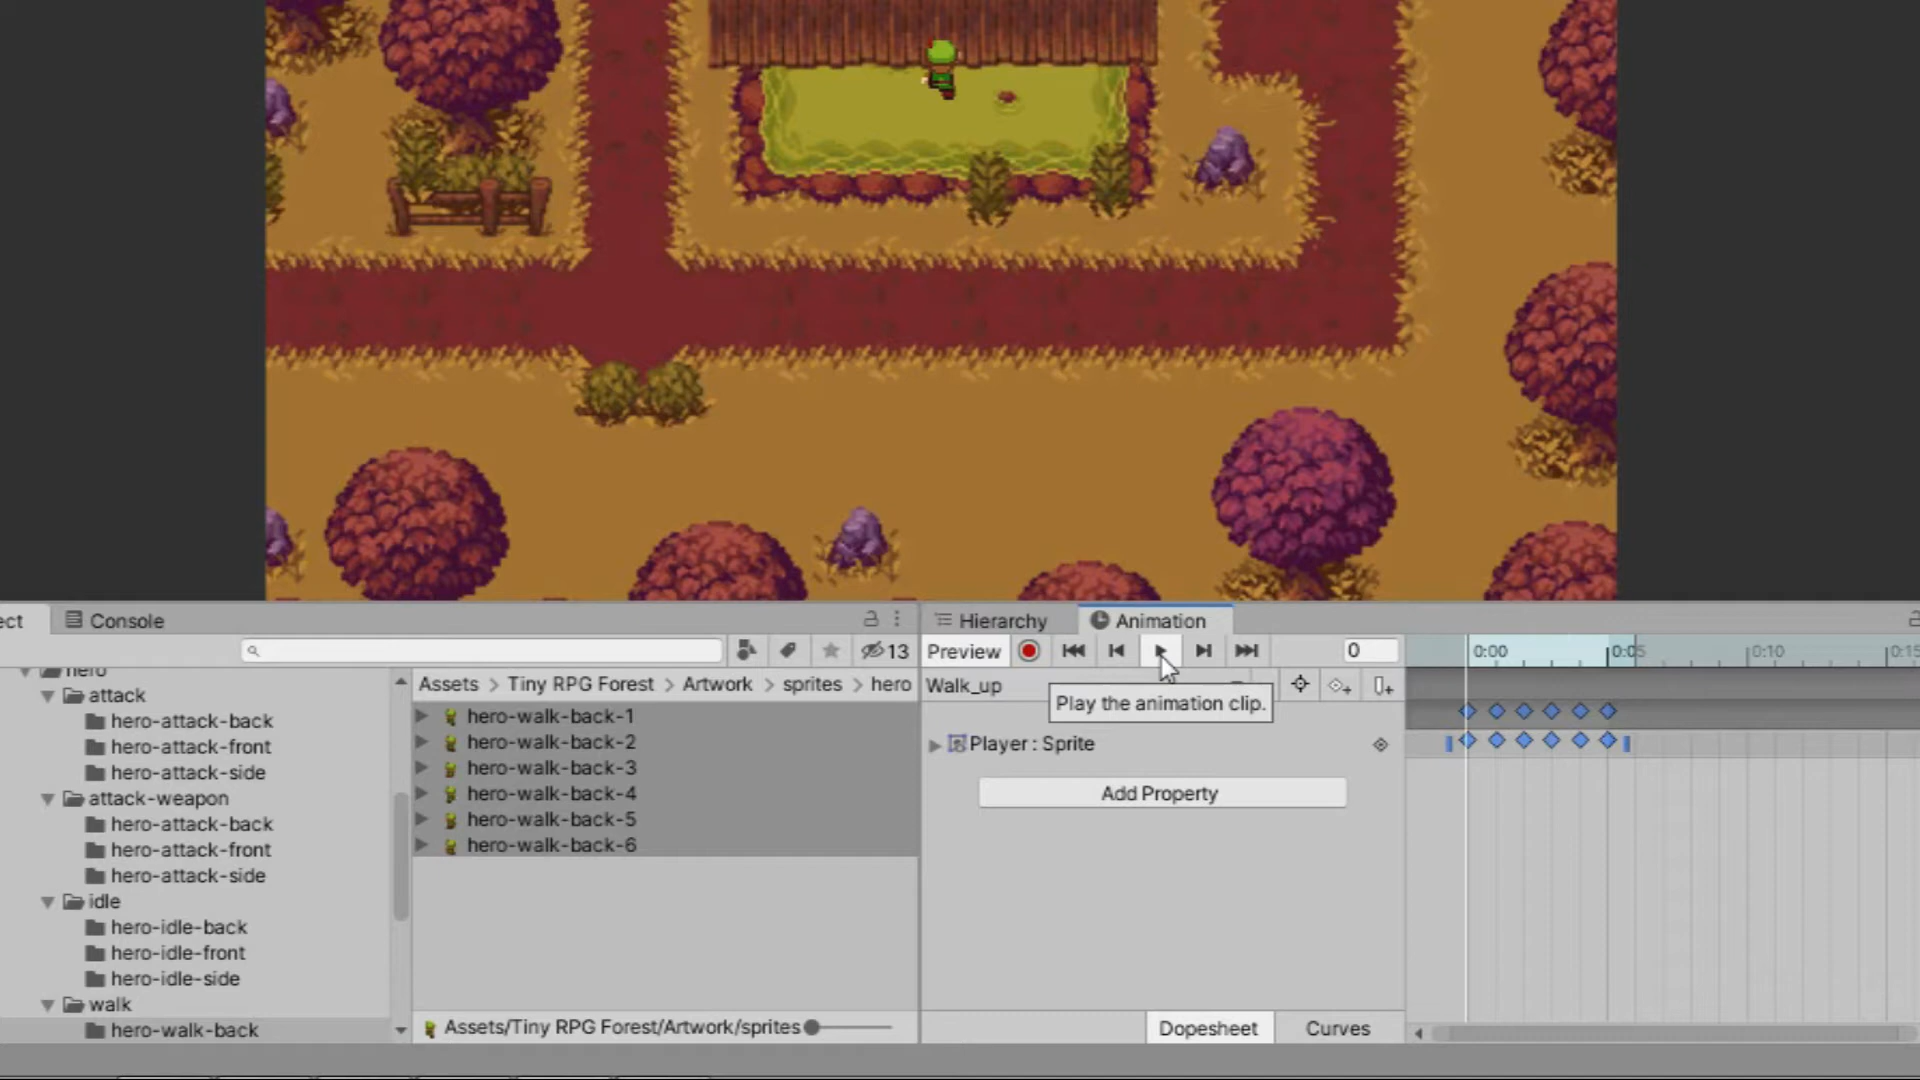 ect
Console
Hierarchy
Animation
13
Preview
0
0:00
0:05
0:10
0:15
hero
attack
hero-attack-back
hero-attack-front
hero-attack-side
attack-weapon
hero-attack-back
hero-attack-front
hero-attack-side
idle
hero-idle-back
hero-idle-front
hero-idle-side
walk
hero-walk-back
Assets > Tiny RPG Forest > Artwork > sprites > hero
hero-walk-back-1
hero-walk-back-2
hero-walk-back-3
hero-walk-back-4
hero-walk-back-5
hero-walk-back-6
Assets/Tiny RPG Forest/Artwork/sprites
Walk_up
Play the animation clip.
Player : Sprite
Add Property
Dopesheet
Curves